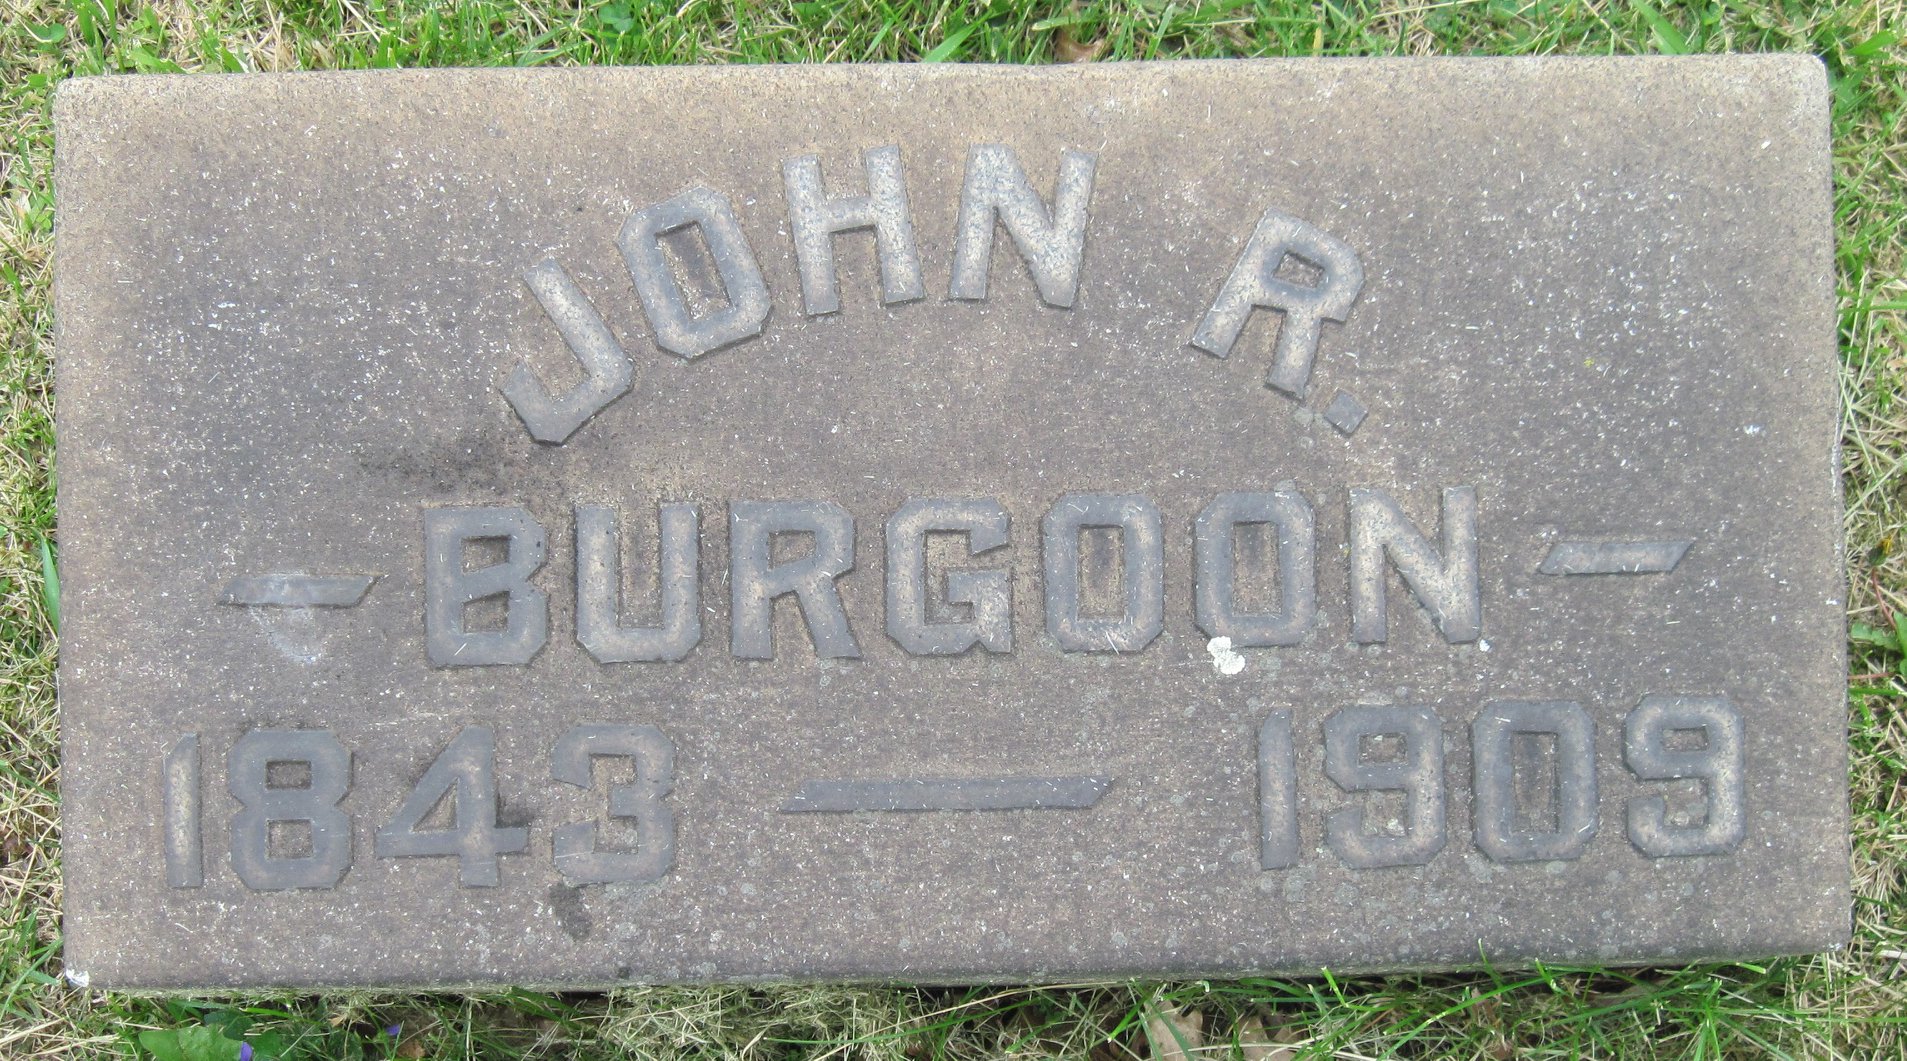 JOHN R.
- BURGOON -
1843 — 1909